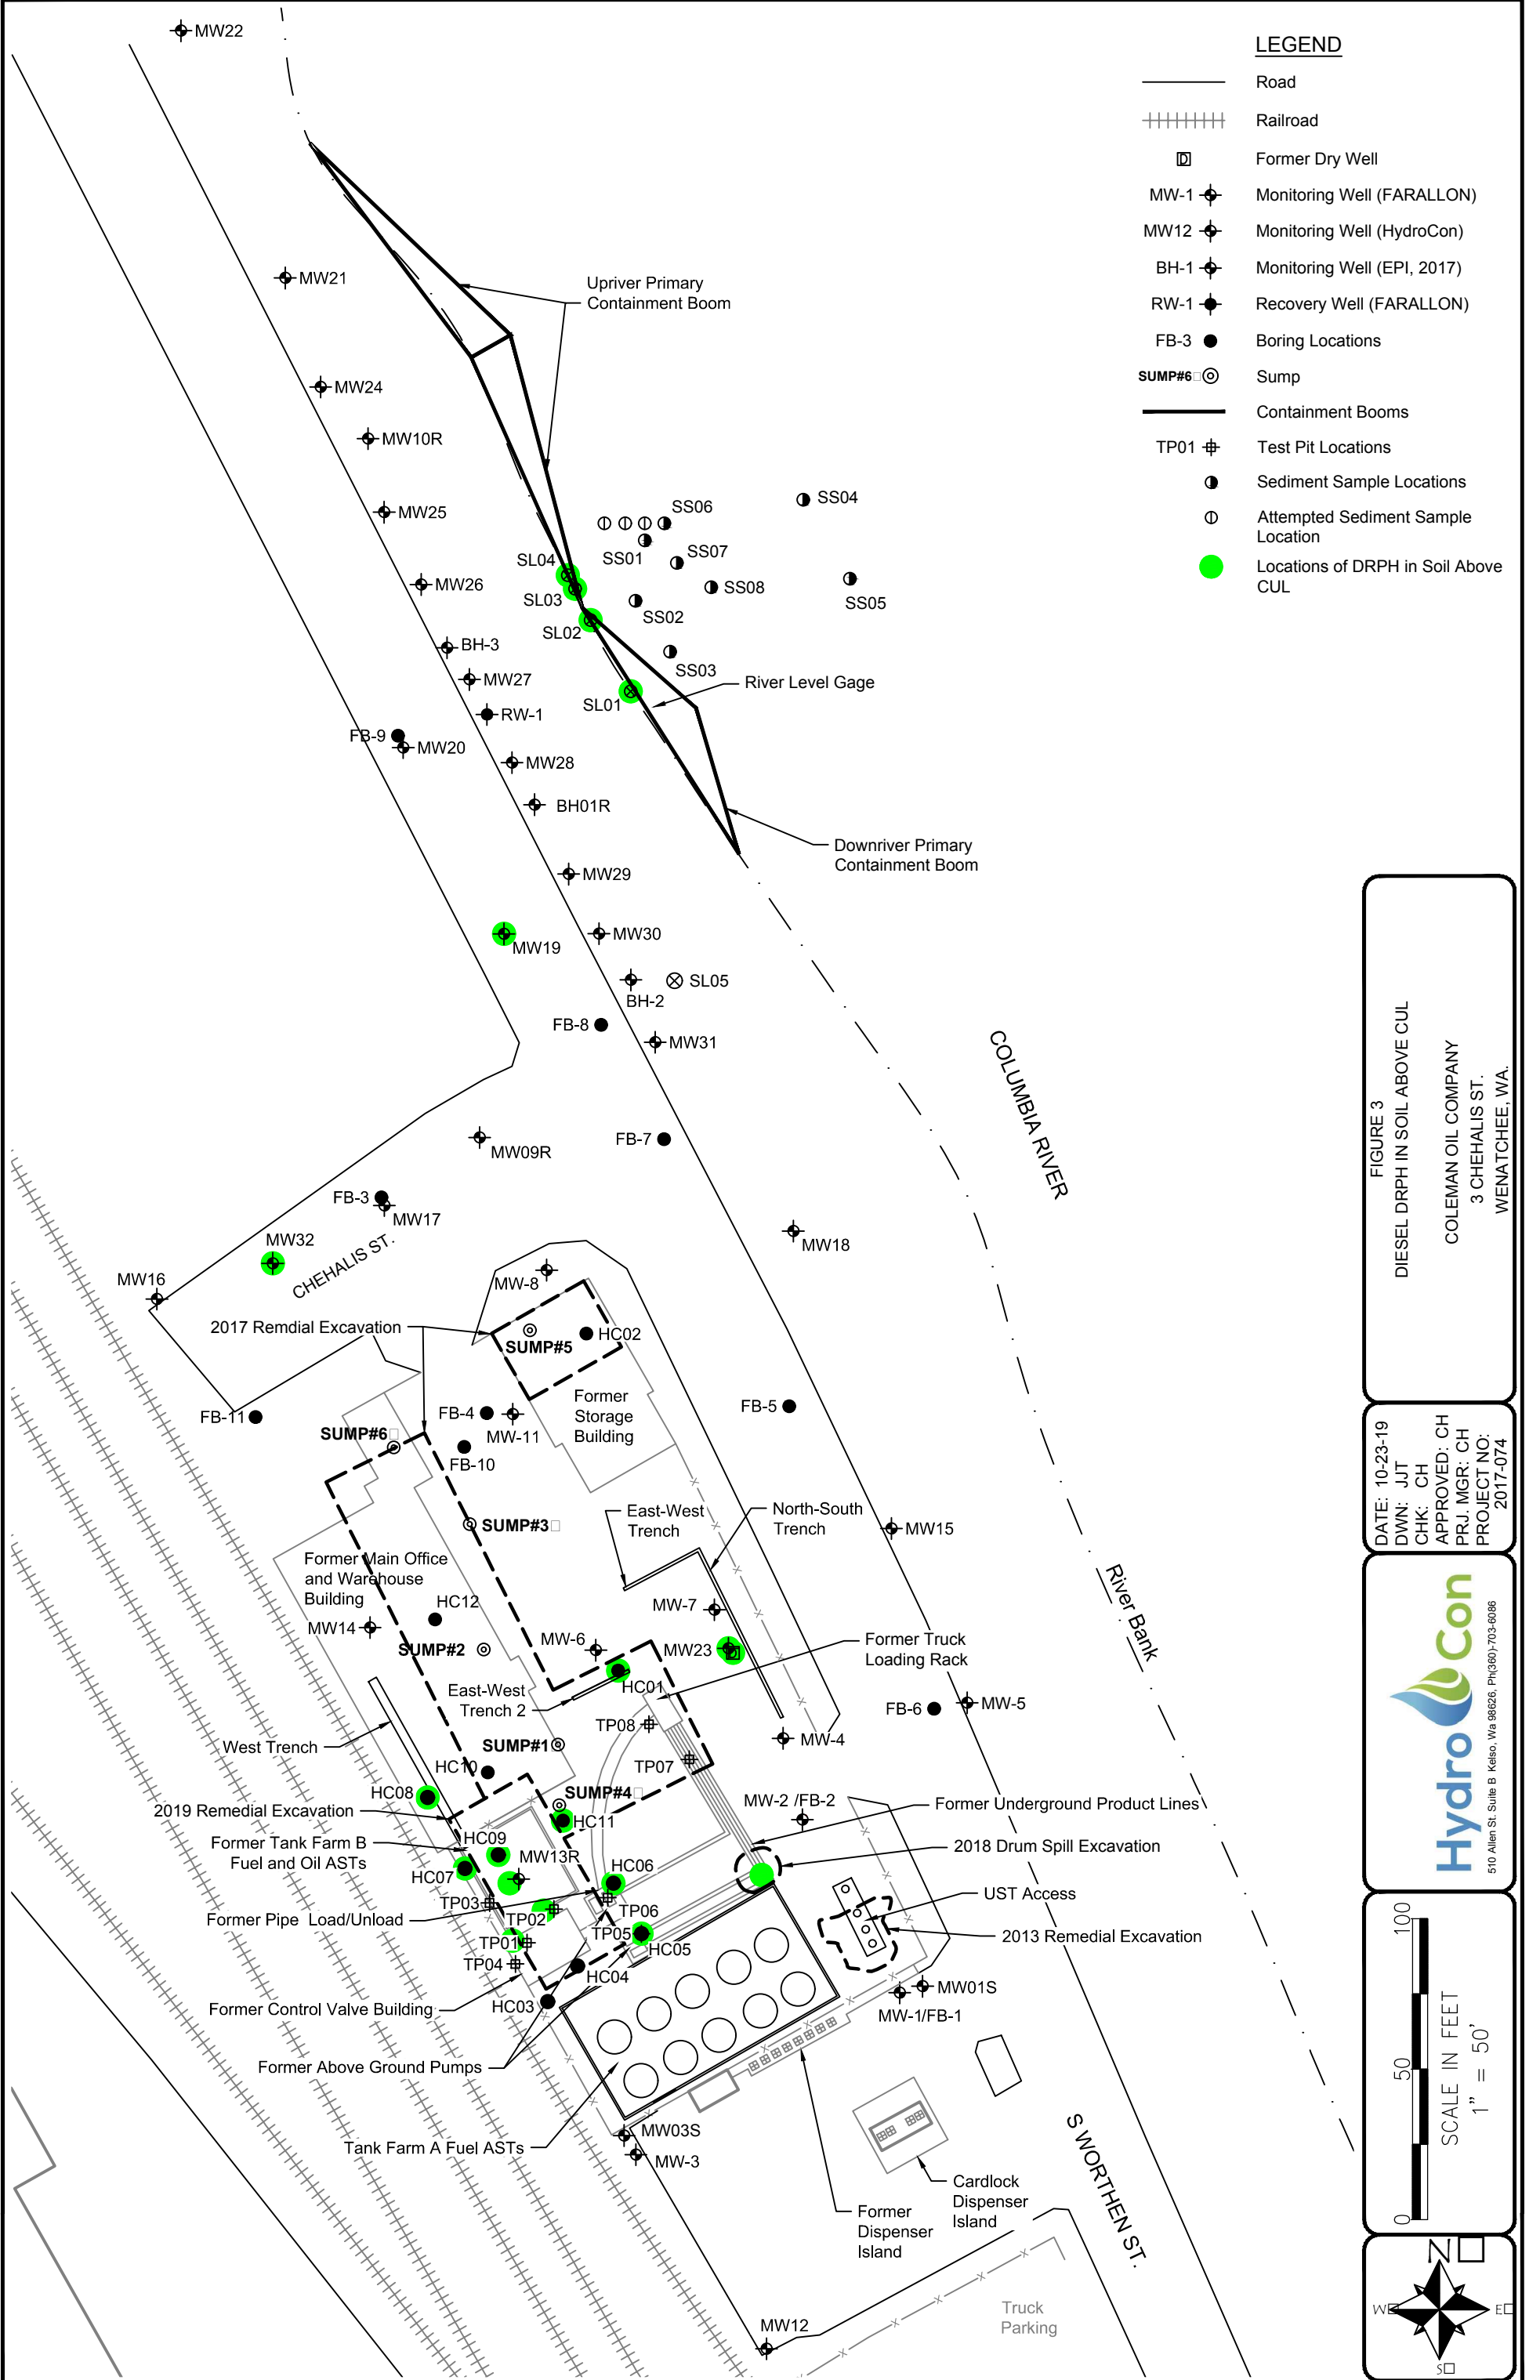 MW22
LEGEND
Road
Railroad
D
Former Dry Well
MW-1
Monitoring Well (FARALLON)
MW12
Monitoring Well (HydroCon)
BH-1
Monitoring Well (EPI, 2017)
RW-1
Recovery Well (FARALLON)
FB-3
Boring Locations
SUMP#6
Sump
Containment Booms
TP01
Test Pit Locations
Sediment Sample Locations
Attempted Sediment Sample
Location
Locations of DRPH in Soil Above
CUL
MW21
Upriver Primary
Containment Boom
MW24
MW10R
MW25
MW26
BH-3
MW27
RW-1
FB-9
MW20
MW28
BH01R
MW29
SS04
SS06
SS01
SS07
SL04
SS08
SS05
SL03
SS02
SL02
SS03
SL01
River Level Gage
Downriver Primary
Containment Boom
MW19
MW30
BH-2
SL05
FB-8
MW31
COLUMBIA RIVER
MW09R
FB-7
FB-3
MW17
MW32
CHEHALIS ST.
MW16
MW18
MW-8
2017 Remdial Excavation
SUMP#5
HC02
Former
Storage
Building
FB-11
FB-4
MW-11
FB-10
FB-5
SUMP#6
SUMP#3
East-West
Trench
North-South
Trench
MW15
Former Main Office
and Warehouse
Building
HC12
MW14
SUMP#2
MW-6
MW-7
MW23
D
River Bank
Former Truck
Loading Rack
HC01
East-West
Trench 2
TP08
FB-6
MW-5
West Trench
SUMP#1
MW-4
TP07
HC10
HC08
SUMP#4
MW-2 /FB-2
Former Underground Product Lines
2019 Remedial Excavation
HC11
Former Tank Farm B
Fuel and Oil ASTs
HC09
MW13R
2018 Drum Spill Excavation
HC07
HC06
UST Access
TP03
TP02
TP06
Former Pipe Load/Unload
TP05
2013 Remedial Excavation
TP01
HC05
TP04
HC04
HC03
MW01S
MW-1/FB-1
Former Control Valve Building
Former Above Ground Pumps
MW03S
MW-3
Tank Farm A Fuel ASTs
Cardlock
Dispenser
Island
Former
Dispenser
Island
S WORTHEN ST.
Truck
Parking
MW12
FIGURE 3
DIESEL DRPH IN SOIL ABOVE CUL
COLEMAN OIL COMPANY
3 CHEHALIS ST.
WENATCHEE, WA.
DATE: 10-23-19
DWN: JJT
CHK: CH
APPROVED: CH
PRJ. MGR: CH
PROJECT NO:
2017-074
HydroCon
510 Allen St. Suite B Kelso, Wa 98626, Ph(360)-703-6086
0 50 100
SCALE IN FEET
1" = 50'
N
W
E
S